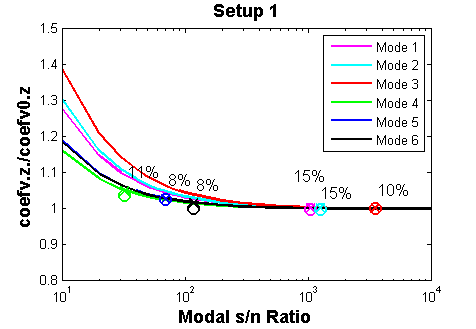 Setup 1
coefv.z./coefv0.z
1.4
1.3
1.2
1.1
1
0.9
0.8
Mode 1
Mode 2
Mode 3
Mode 4
Mode 5
Mode 6
11%
8%
8%
15%
15%
10%
10^1
10^2
10^3
10^4
Modal s/n Ratio